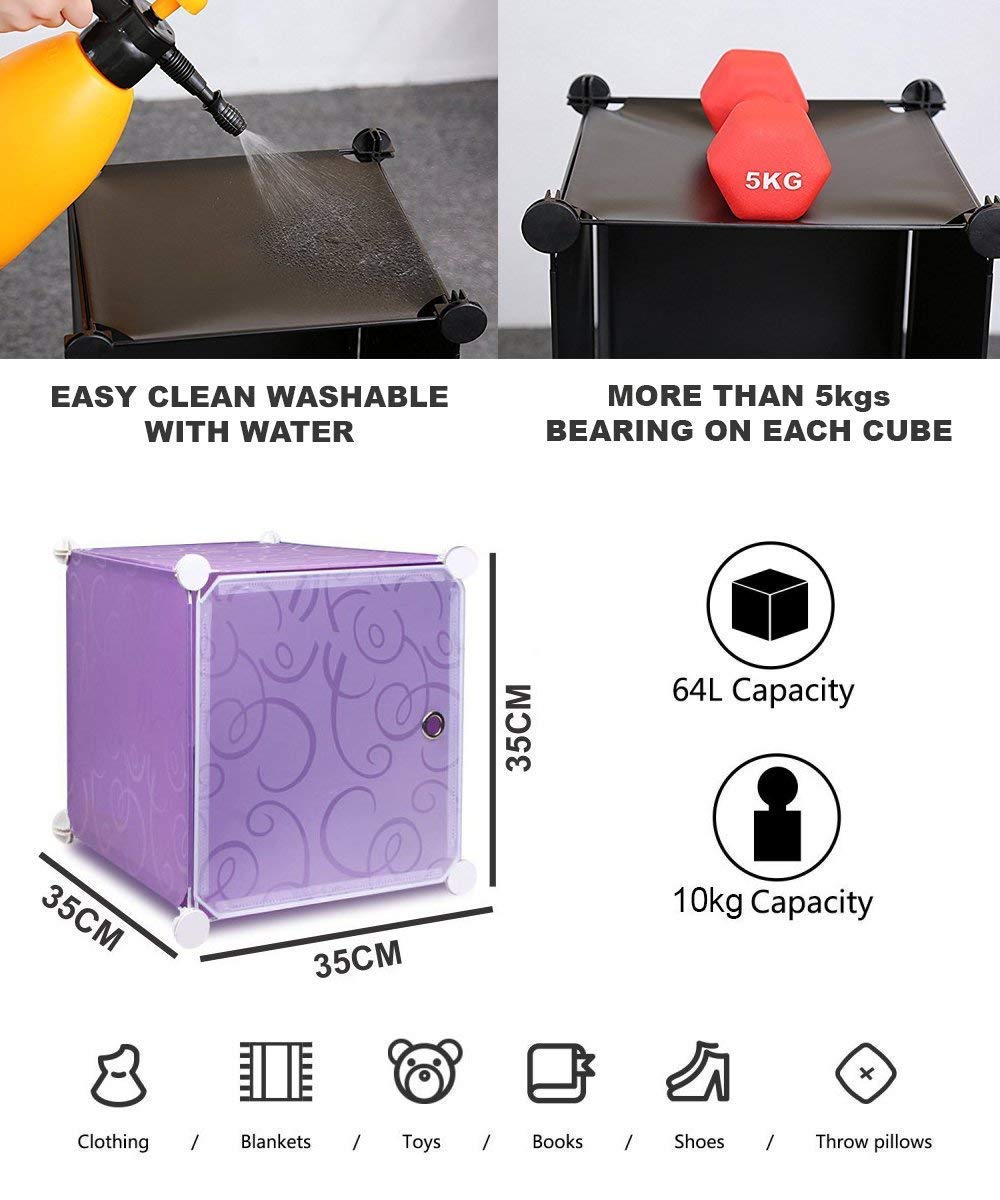 5KG
EASY CLEAN WASHABLE
WITH WATER
MORE THAN 5kgs
BEARING ON EACH CUBE
35CM
35CM
35CM
64L Capacity
10kg Capacity
Clothing / Blankets / Toys / Books / Shoes / Throw pillows